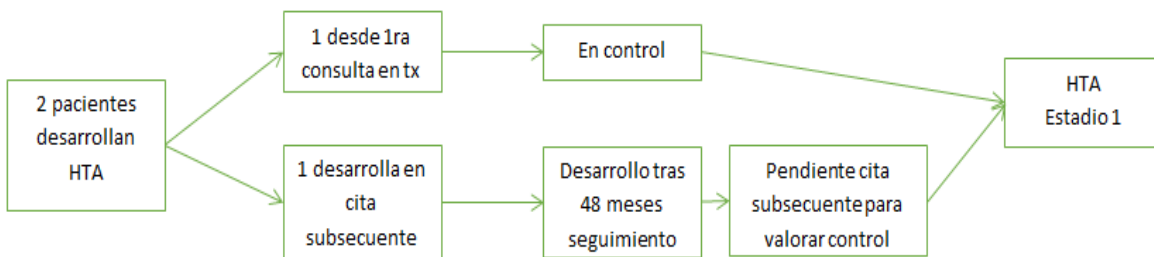 2 pacientes
desarrollan
HTA
1 desde 1ra
consulta en tx
En control
1 desarrolla en
cita
subsecuente
Desarrollo tras
48 meses
seguimiento
Pendiente cita
subsecuente para
valorar control
HTA
Estadio 1